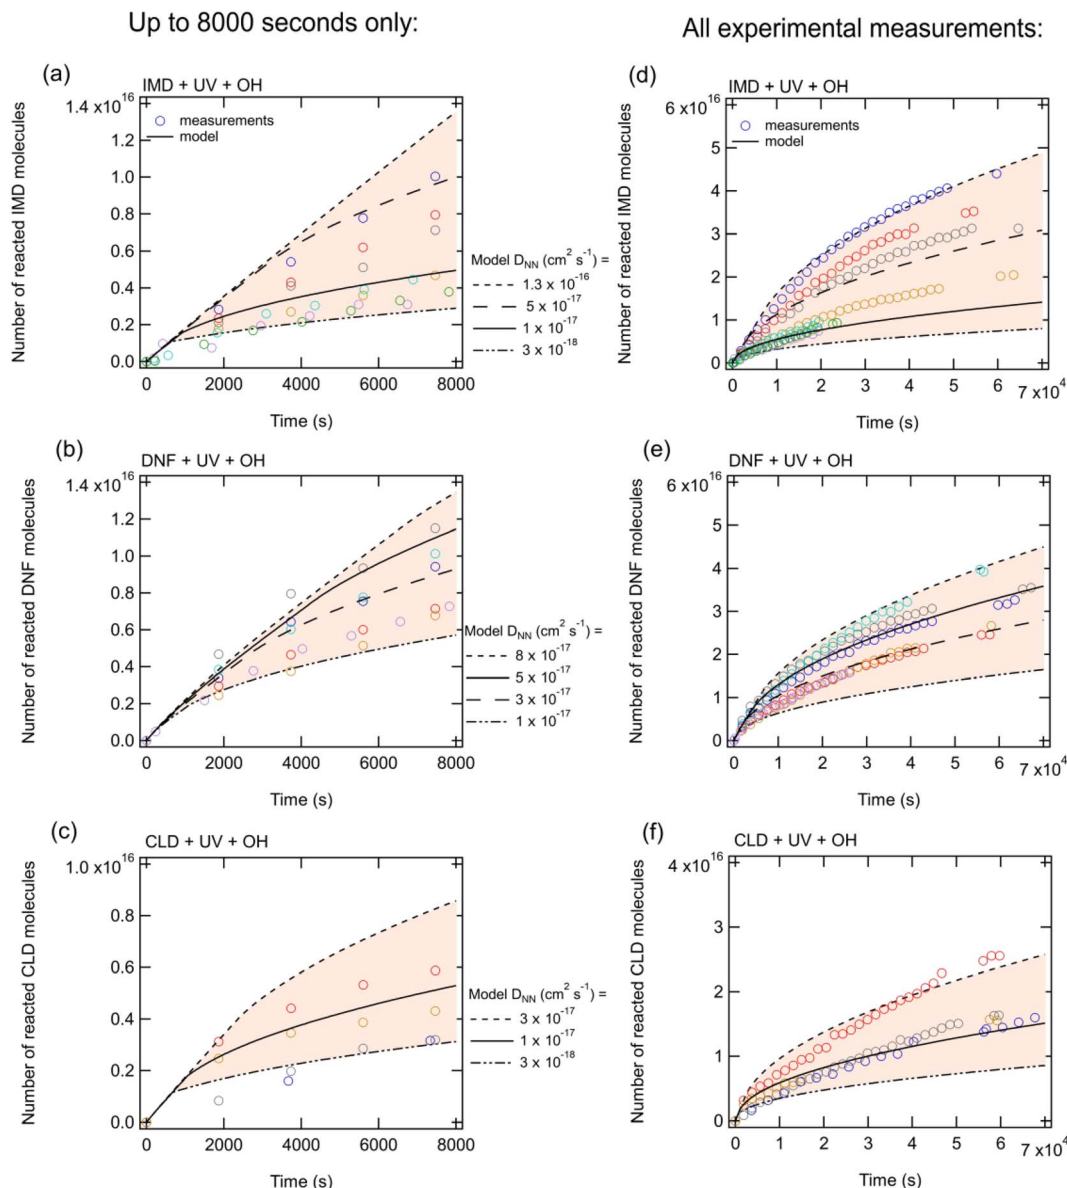 Up to 8000 seconds only:
All experimental measurements:
(a)
IMD + UV + OH
1.4 x10^16
1.2
1.0
0.8
0.6
0.4
0.2
0.0
Number of reacted IMD molecules
measurements
model
0
2000
4000
6000
8000
Time (s)
Model D_NN (cm^2 s^-1) =
1.3 x 10^-16
5 x 10^-17
1 x 10^-17
3 x 10^-18
(d)
IMD + UV + OH
6 x10^16
5
4
3
2
1
0
Number of reacted IMD molecules
measurements
model
0
1
2
3
4
5
6
7 x10^4
Time (s)
(b)
DNF + UV + OH
1.4 x10^16
1.2
1.0
0.8
0.6
0.4
0.2
0.0
Number of reacted DNF molecules
0
2000
4000
6000
8000
Time (s)
Model D_NN (cm^2 s^-1) =
8 x 10^-17
5 x 10^-17
3 x 10^-17
1 x 10^-17
(e)
DNF + UV + OH
6 x10^16
5
4
3
2
1
0
Number of reacted DNF molecules
0
1
2
3
4
5
6
7 x10^4
Time (s)
(c)
CLD + UV + OH
1.0 x10^16
0.8
0.6
0.4
0.2
0.0
Number of reacted CLD molecules
0
2000
4000
6000
8000
Time (s)
Model D_NN (cm^2 s^-1) =
3 x 10^-17
1 x 10^-17
3 x 10^-18
(f)
CLD + UV + OH
4 x10^16
3
2
1
0
Number of reacted CLD molecules
0
1
2
3
4
5
6
7 x10^4
Time (s)